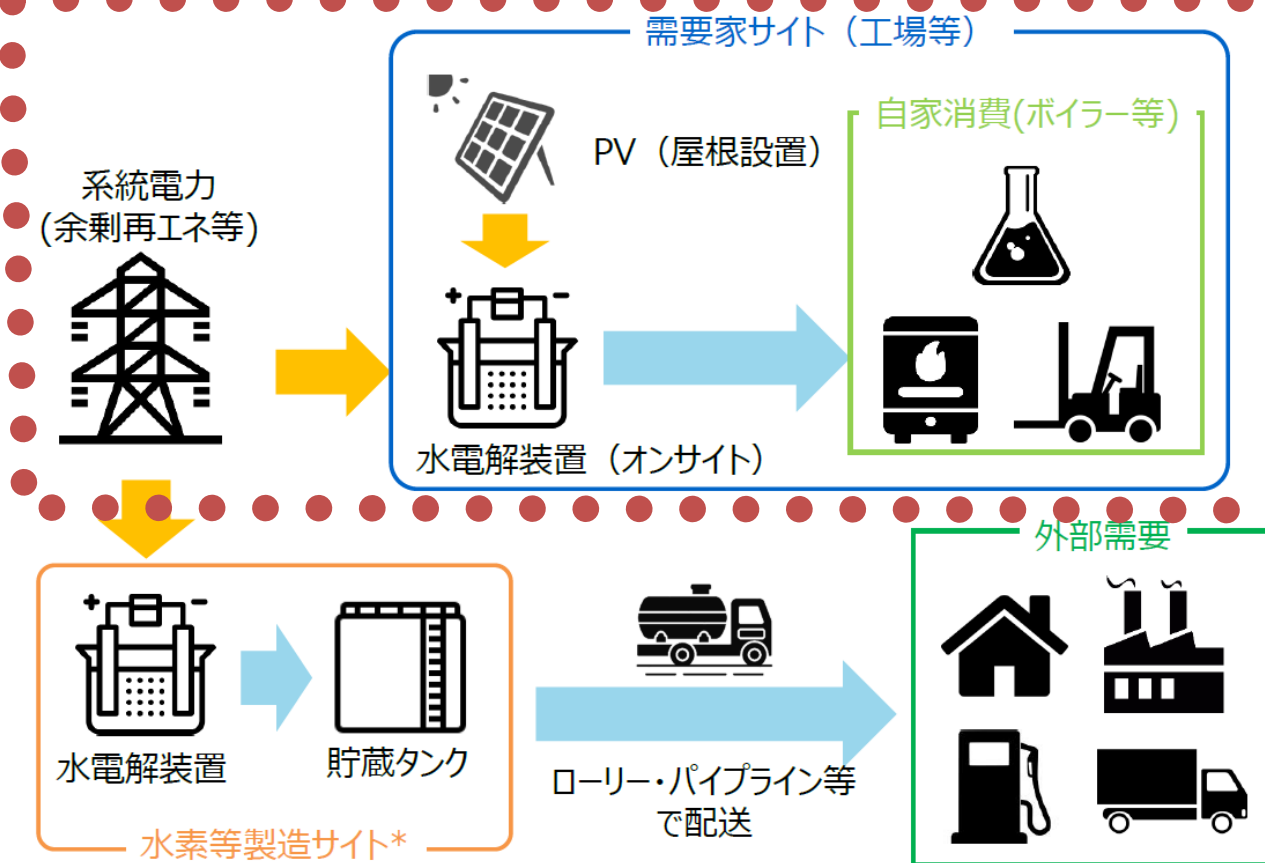 需要家サイト（工場等）
PV（屋根設置）
自家消費(ボイラー等)
系統電力
(余剰再エネ等)
水電解装置（オンサイト）
外部需要
水電解装置
貯蔵タンク
ローリー・パイプライン等
で配送
水素等製造サイト*